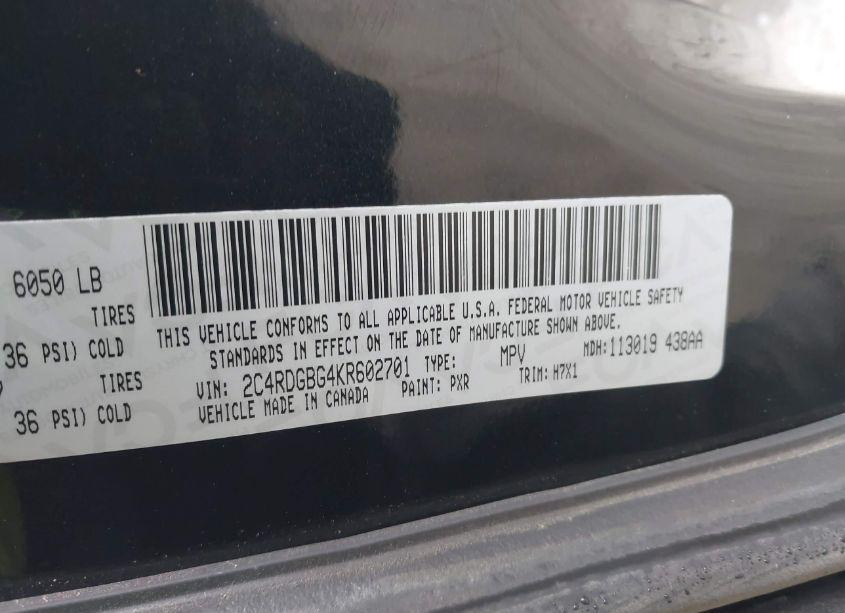 6050 LB
TIRES
36 PSI) COLD
TIRES
36 PSI) COLD
THIS VEHICLE CONFORMS TO ALL APPLICABLE U.S.A. FEDERAL MOTOR VEHICLE SAFETY
STANDARDS IN EFFECT ON THE DATE OF MANUFACTURE SHOWN ABOVE.
VIN: 2C4RDGBG4KR602701 TYPE: MPV MDH:113019 438AA
VEHICLE MADE IN CANADA PAINT: PXR TRIM: H7X1